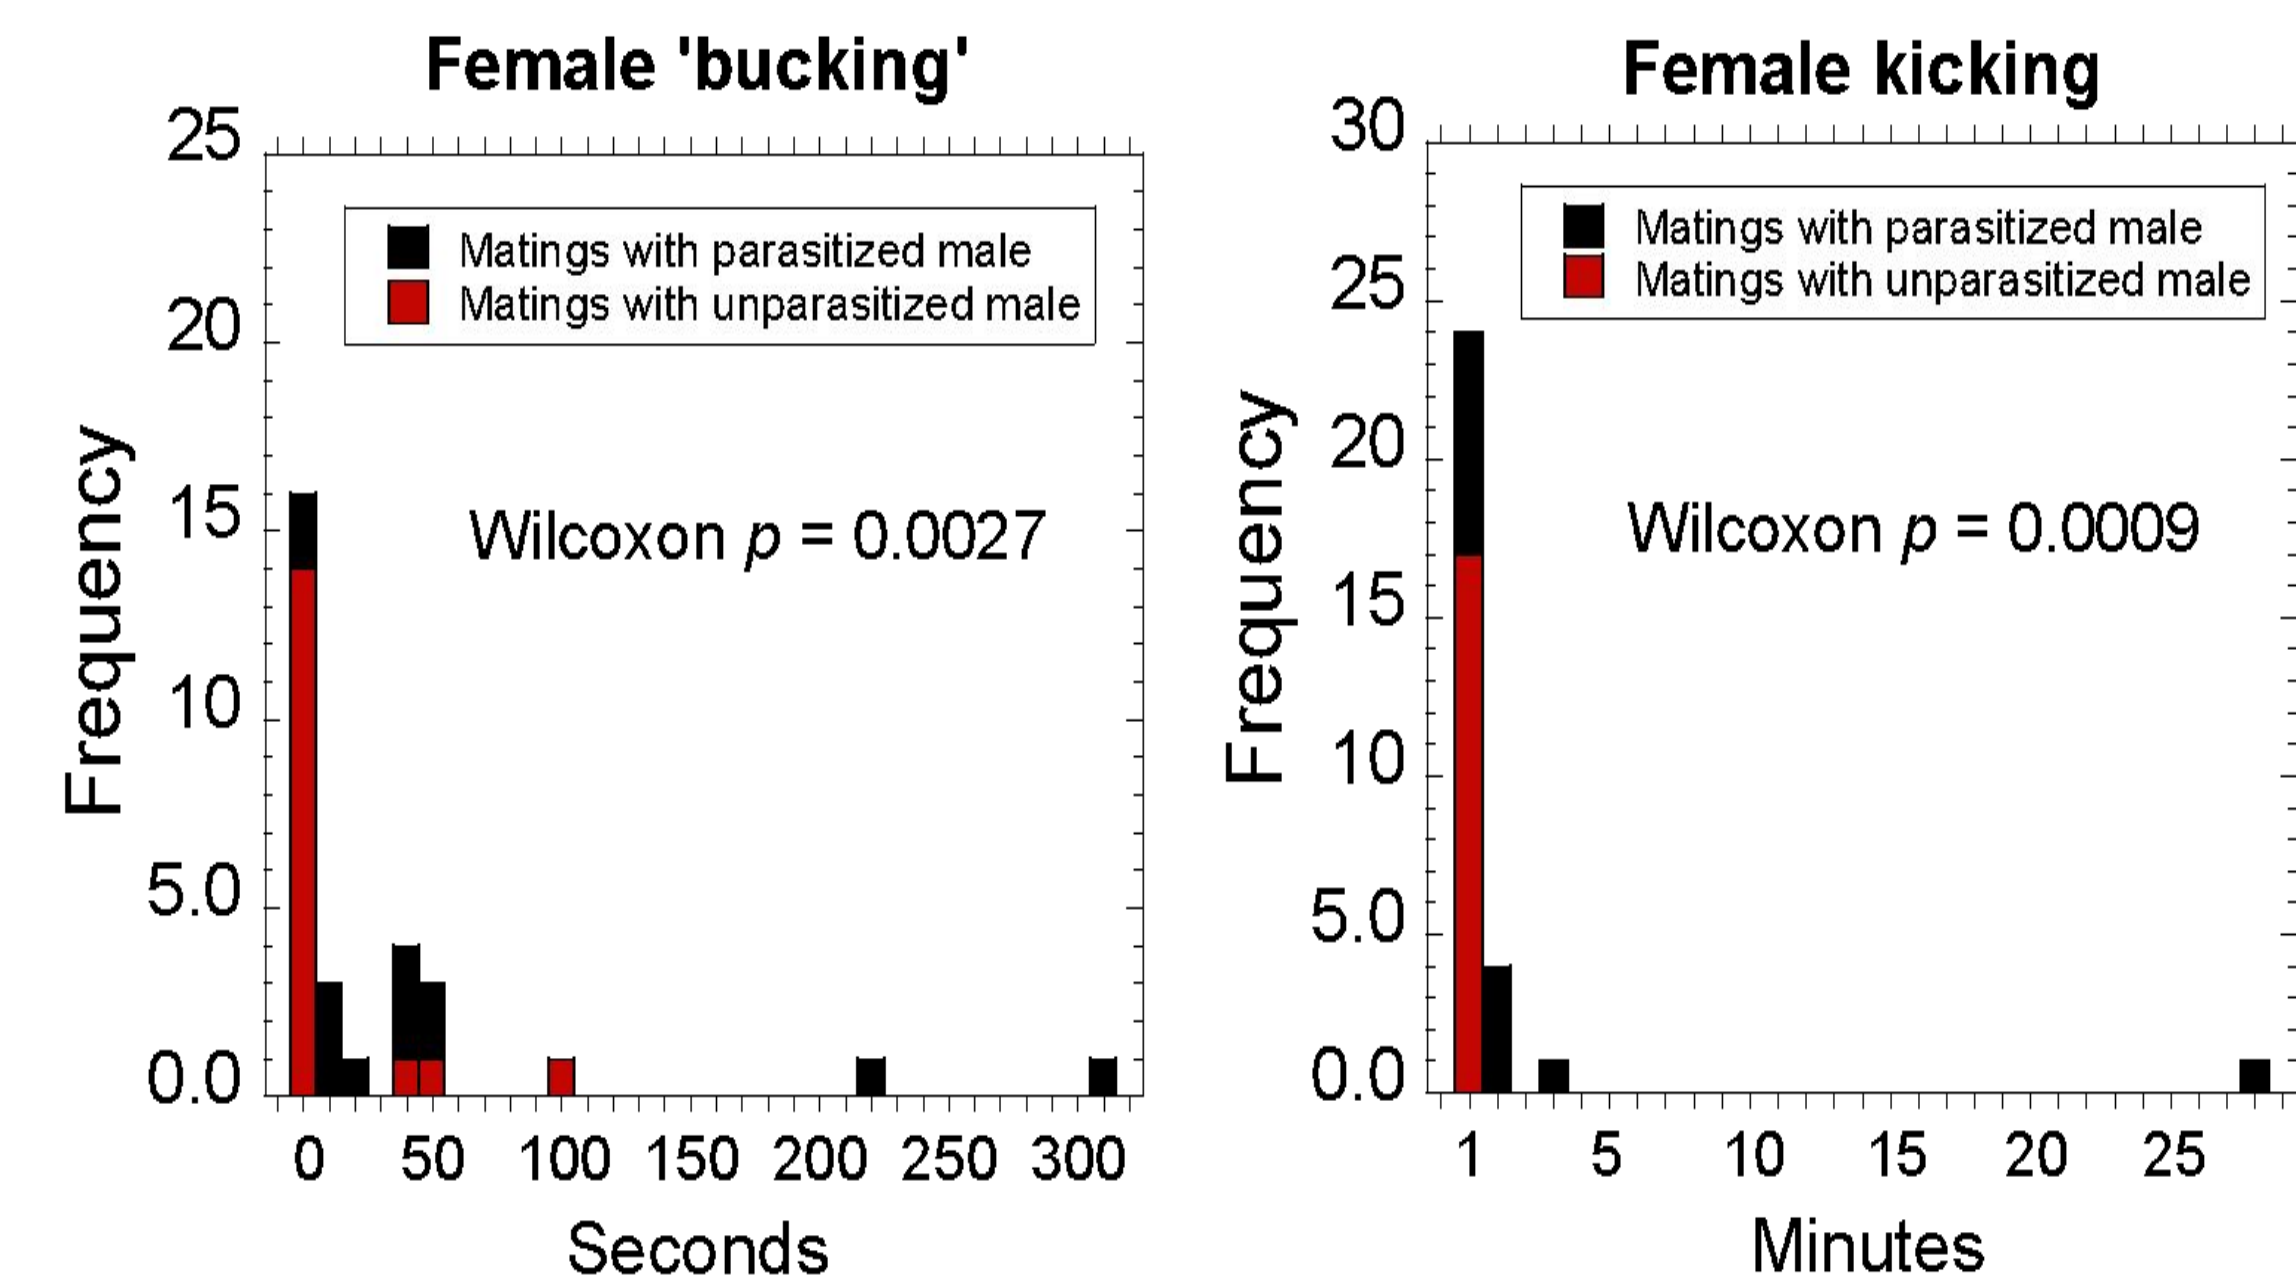 Female 'bucking'
25
20
15
10
5.0
0.0
Frequency
Matings with parasitized male
Matings with unparasitized male
Wilcoxon p = 0.0027
0 50 100 150 200 250 300
Seconds
Female kicking
30
25
20
15
10
5.0
0.0
Frequency
Matings with parasitized male
Matings with unparasitized male
Wilcoxon p = 0.0009
1 5 10 15 20 25
Minutes